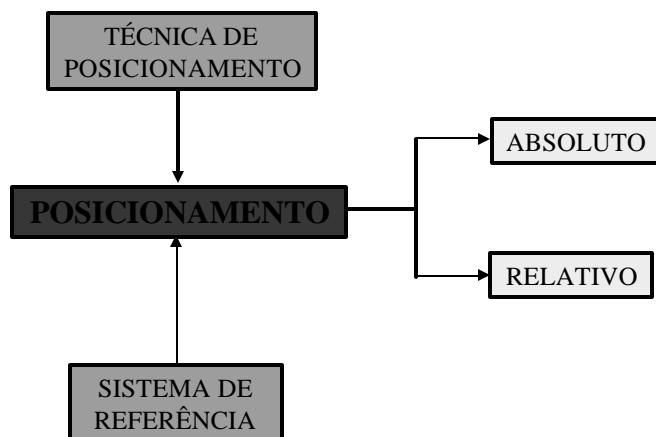 TÉCNICA DE
POSICIONAMENTO
ABSOLUTO
POSICIONAMENTO
RELATIVO
SISTEMA DE
REFERÊNCIA